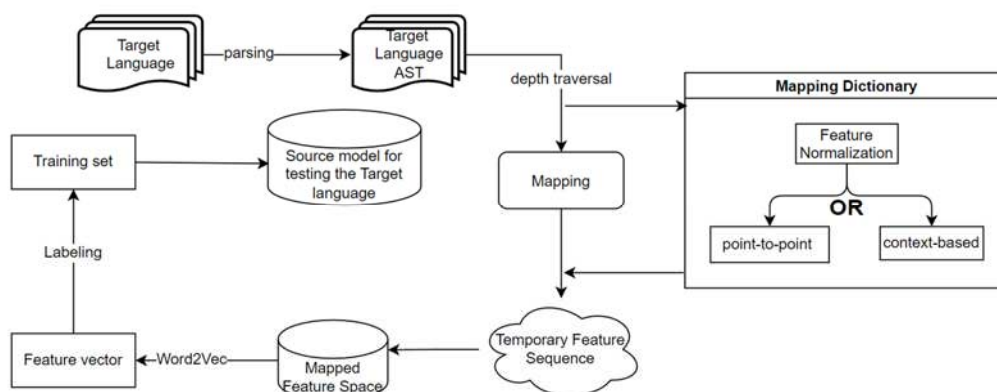 Target
Language
parsing
Target
Language
AST
depth traversal
Mapping Dictionary
Feature
Normalization
OR
point-to-point
context-based
Training set
Source model for
testing the Target
language
Mapping
Labeling
Feature vector
Word2Vec
Mapped
Feature Space
Temporary Feature
Sequence